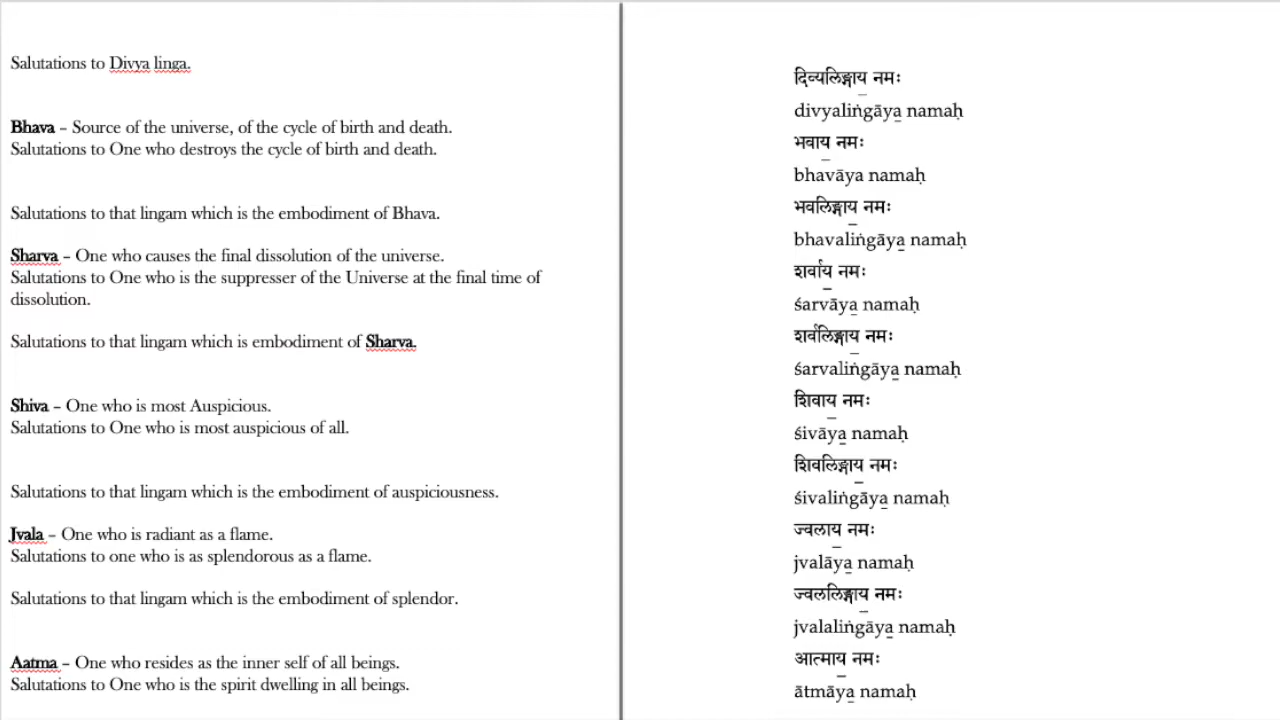 Salutations to Divya linga.
Bhava – Source of the universe, of the cycle of birth and death.
Salutations to One who destroys the cycle of birth and death.
Salutations to that lingam which is the embodiment of Bhava.
Sharva – One who causes the final dissolution of the universe.
Salutations to One who is the suppresser of the Universe at the final time of
dissolution.
Salutations to that lingam which is embodiment of Sharva.
Shiva – One who is most Auspicious.
Salutations to One who is most auspicious of all.
Salutations to that lingam which is the embodiment of auspiciousness.
Jvala – One who is radiant as a flame.
Salutations to one who is as splendorous as a flame.
Salutations to that lingam which is the embodiment of splendor.
Aatma – One who resides as the inner self of all beings.
Salutations to One who is the spirit dwelling in all beings.
दिव्यलिङ्गाय॒ नमः
divyaliṅgāya̱ namaḥ
भवाय॒ नमः
bhavāya namaḥ
भवलिङ्गाय॒ नमः
bhavaliṅgāya̱ namaḥ
शर्वाय॒ नमः
śarvāya̱ namaḥ
शर्वलिङ्गाय॒ नमः
śarvaliṅgāya̱ namaḥ
शिवाय॒ नमः
śivāya̱ namaḥ
शिवलिङ्गाय॒ नमः
śivaliṅgāya̱ namaḥ
ज्वलाय॒ नमः
jvalāya̱ namaḥ
ज्वललिङ्गाय॒ नमः
jvalaliṅgāya̱ namaḥ
आत्माय॒ नमः
ātmāya̱ namaḥ